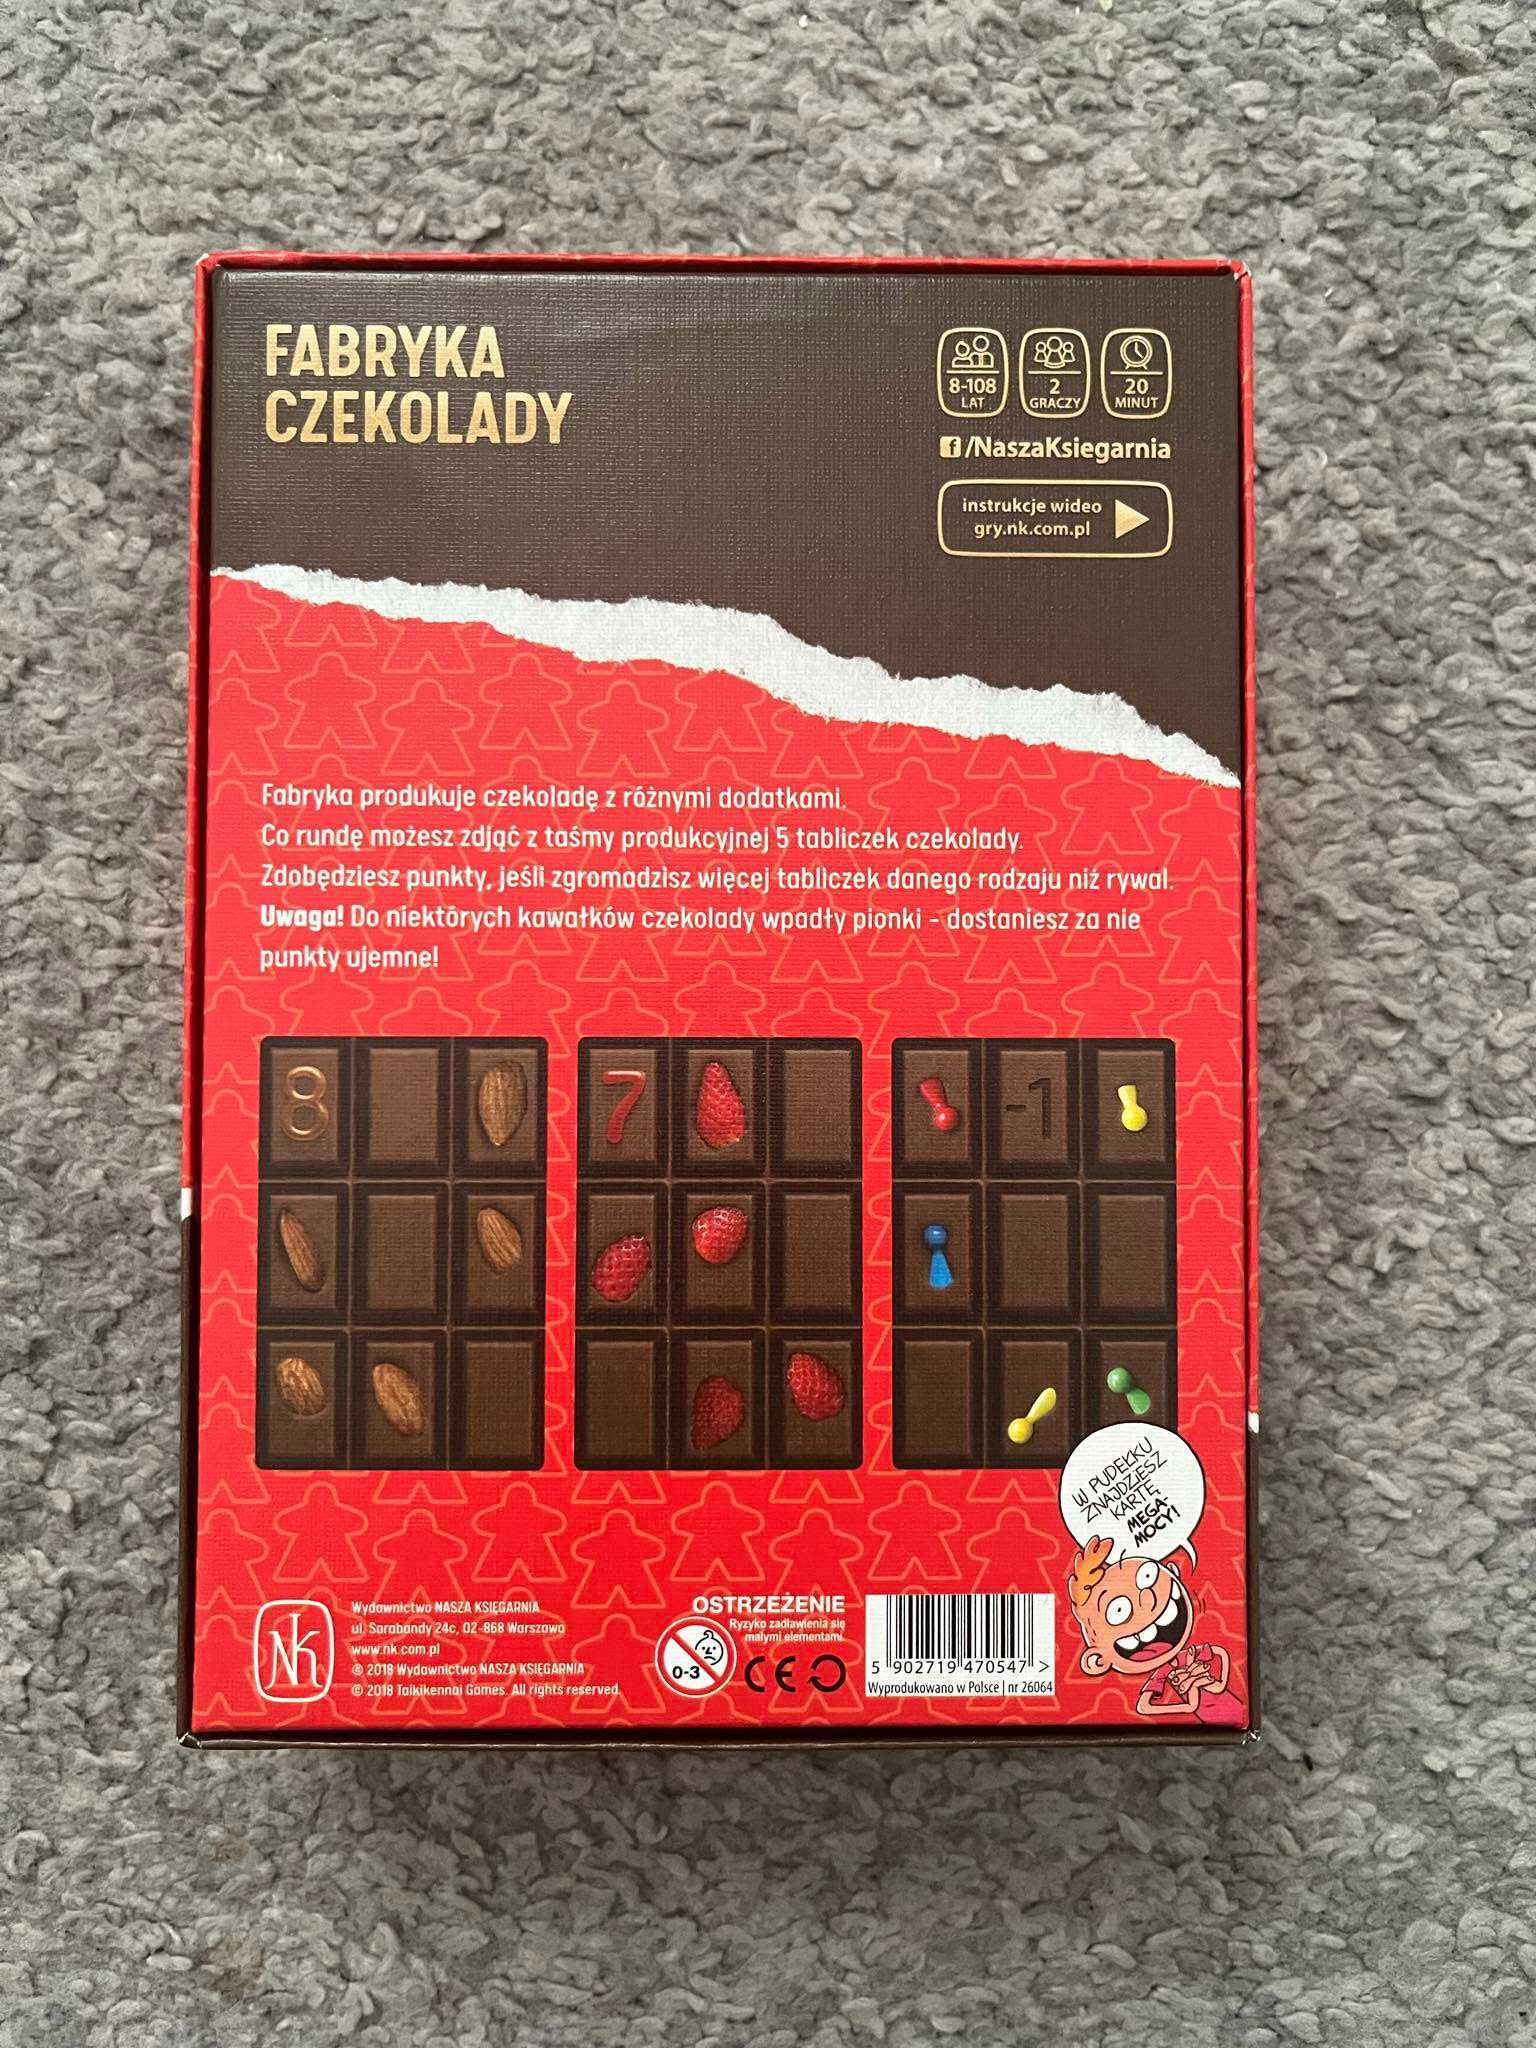 FABRYKA
CZEKOLADY
8-108
LAT
2
GRACZY
20
MINUT
f/NaszaKsiegarnia
instrukcje wideo
gry.nk.com.pl
Fabryka produkuje czekoladę z różnymi dodatkami.
Co rundę możesz zdjąć z taśmy produkcyjnej 5 tabliczek czekolady.
Zdobędziesz punkty, jeśli zgromadzisz więcej tabliczek danego rodzaju niż rywal.
Uwaga! Do niektórych kawałków czekolady wpadły pionki – dostaniesz za nie
punkty ujemne!
8
7
-1
W PUDEŁKU
ZNAJDZIESZ
KARTĘ
MEGA-
MOCY!
NK
Wydawnictwo NASZA KSIĘGARNIA
ul. Sarabandy 24c, 02-868 Warszawa
www.nk.com.pl
© 2018 Wydawnictwo NASZA KSIĘGARNIA
© 2018 Taikikennai Games. All rights reserved.
OSTRZEŻENIE
Ryzyko zadławienia się
małymi elementami.
0-3
CE
5 902719 470547 >
Wyprodukowano w Polsce | nr 26064